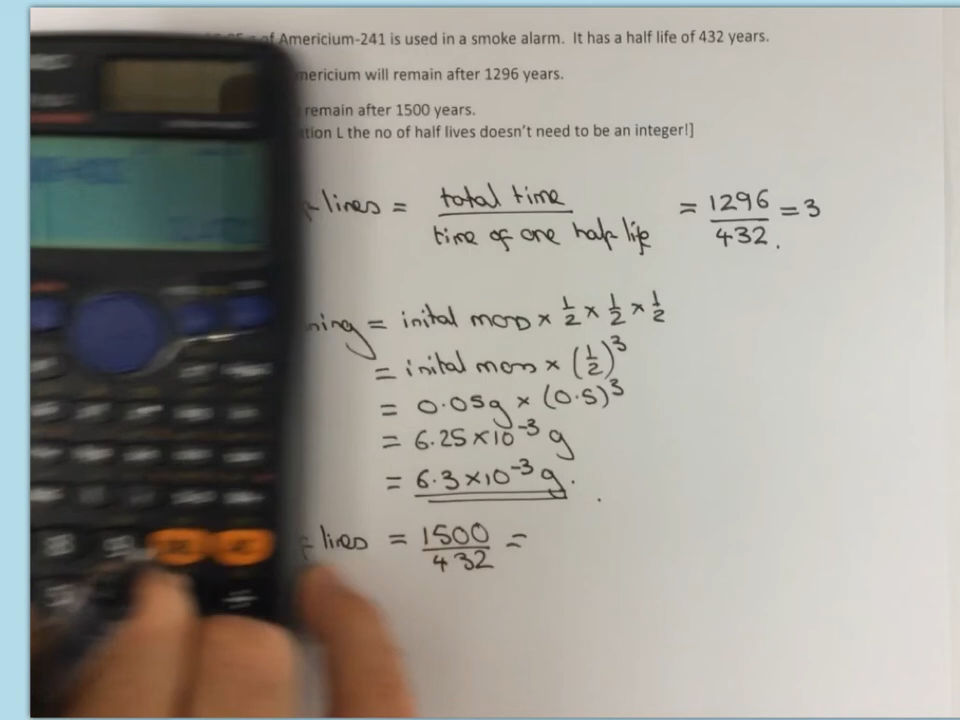 of Americium-241 is used in a smoke alarm. It has a half life of 432 years.
mericium will remain after 1296 years.
remain after 1500 years.
tion L the no of half lives doesn't need to be an integer!]
lives = total time / time of one half life = 1296 / 432 = 3
ning = inital mass × 1/2 × 1/2 × 1/2
= inital mass × (1/2)³
= 0.05g × (0.5)³
= 6.25 × 10⁻³ g
= 6.3 × 10⁻³ g.
lives = 1500 / 432 =